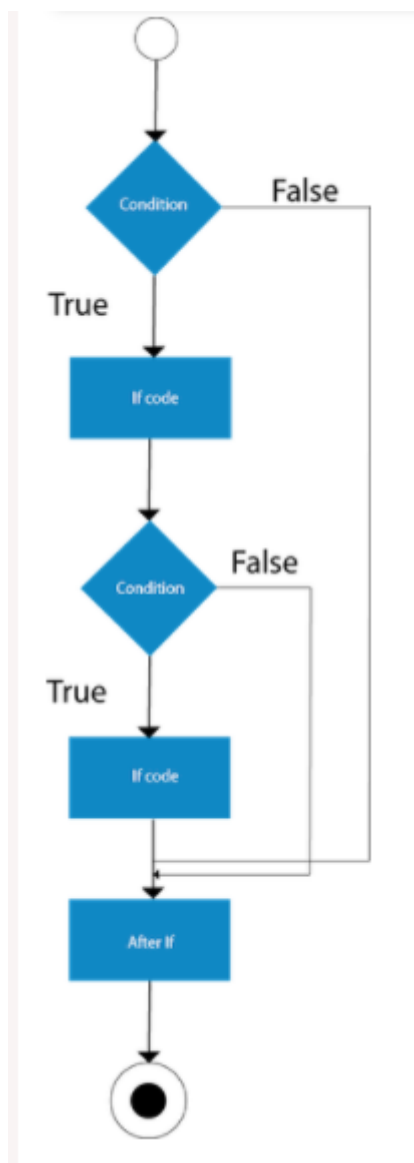 Condition
False
True
If code
Condition
False
True
If code
After If